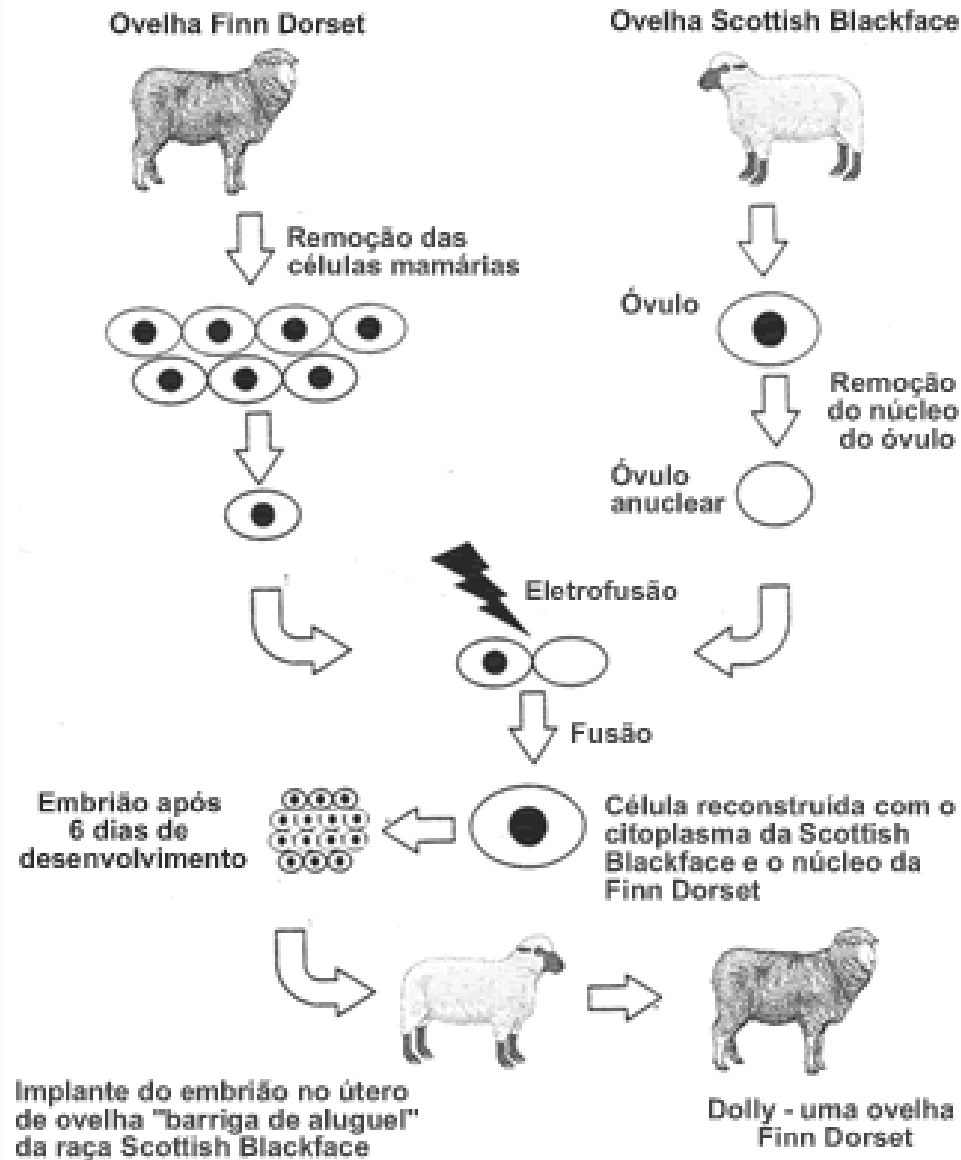 Ovelha Finn Dorset
Ovelha Scottish Blackface
Remoção das
células mamárias
Óvulo
Remoção
do núcleo
do óvulo
Óvulo
anuclear
Eletrofusão
Fusão
Embrião após
6 dias de
desenvolvimento
Célula reconstruída com o
citoplasma da Scottish
Blackface e o núcleo da
Finn Dorset
Implante do embrião no útero
de ovelha "barriga de aluguel"
da raça Scottish Blackface
Dolly - uma ovelha
Finn Dorset